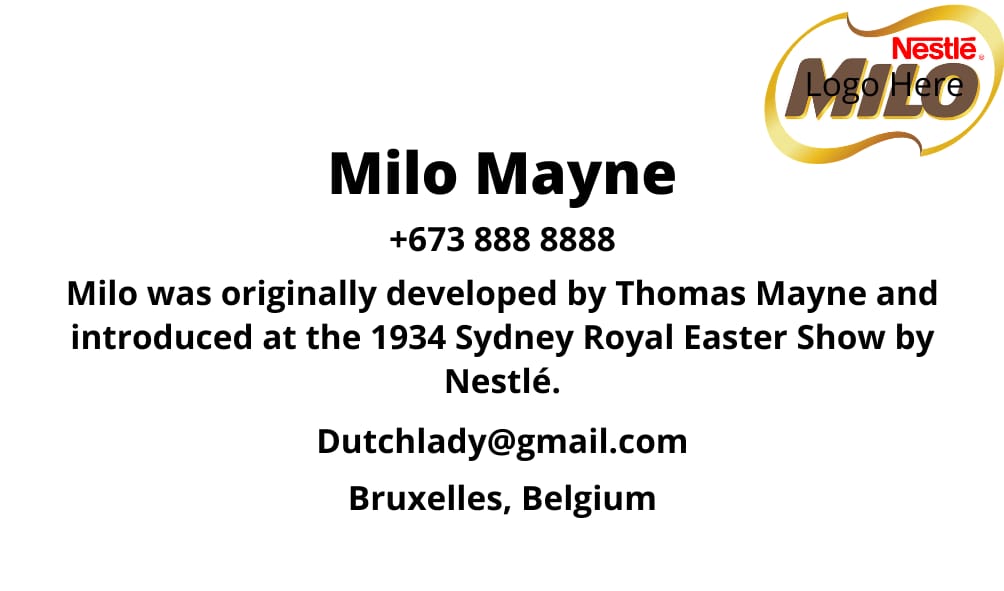 Nestlé
MILO
Logo Here
Milo Mayne
+673 888 8888
Milo was originally developed by Thomas Mayne and
introduced at the 1934 Sydney Royal Easter Show by
Nestlé.
Dutchlady@gmail.com
Bruxelles, Belgium